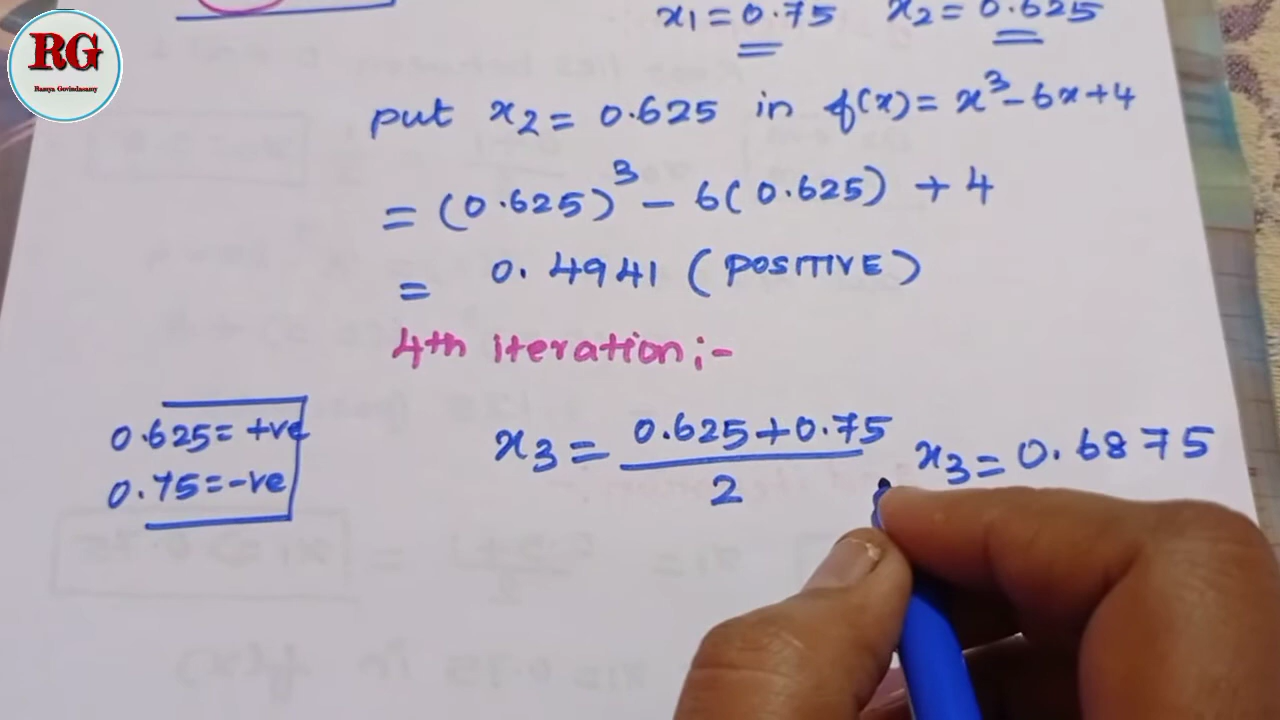 RG
Ramya Govindasamy
x₁ = 0.75 x₂ = 0.625
put x₂ = 0.625 in f(x) = x³ - 6x + 4
= (0.625)³ - 6(0.625) + 4
= 0.4941 (POSITIVE)
4th iteration;-
0.625 = +ve
0.75 = -ve
x₃ = 0.625+0.75 / 2 x₃ = 0.6875